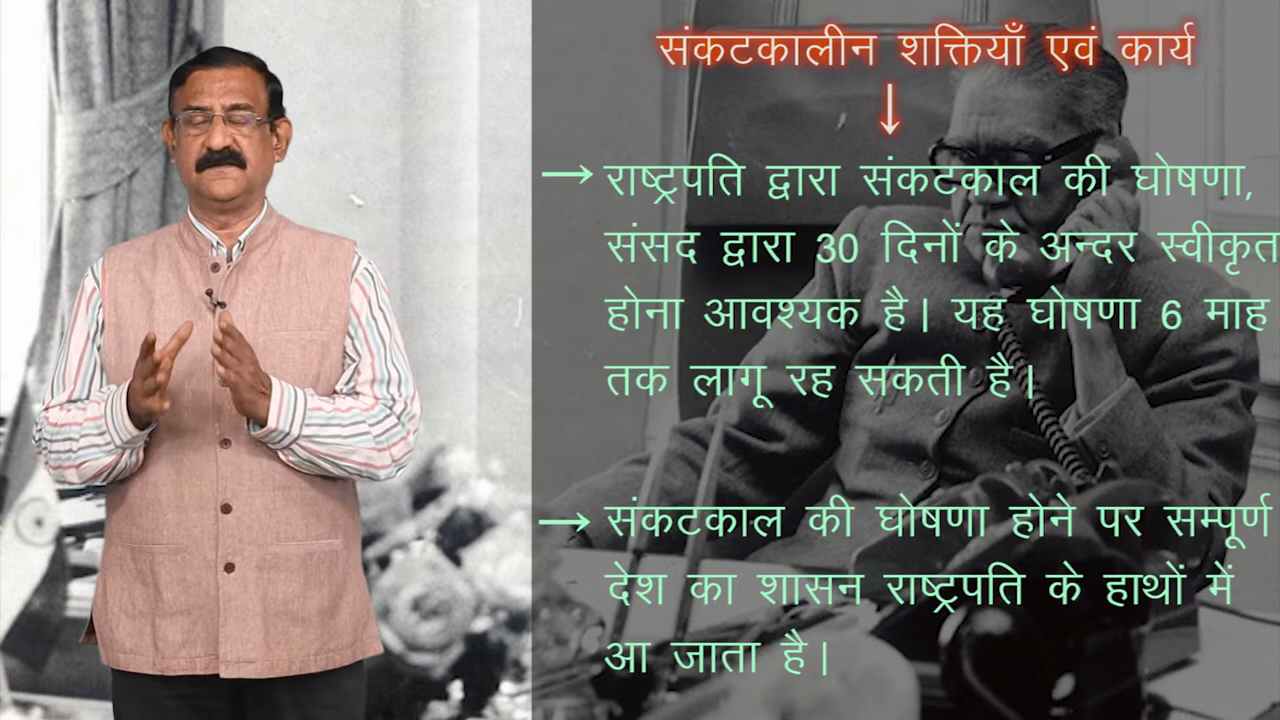 संकटकालीन शक्तियाँ एवं कार्य
↓
→ राष्ट्रपति द्वारा संकटकाल की घोषणा,
संसद द्वारा 30 दिनों के अन्दर स्वीकृत
होना आवश्यक है। यह घोषणा 6 माह
तक लागू रह सकती है।
→ संकटकाल की घोषणा होने पर सम्पूर्ण
देश का शासन राष्ट्रपति के हाथों में
आ जाता है।